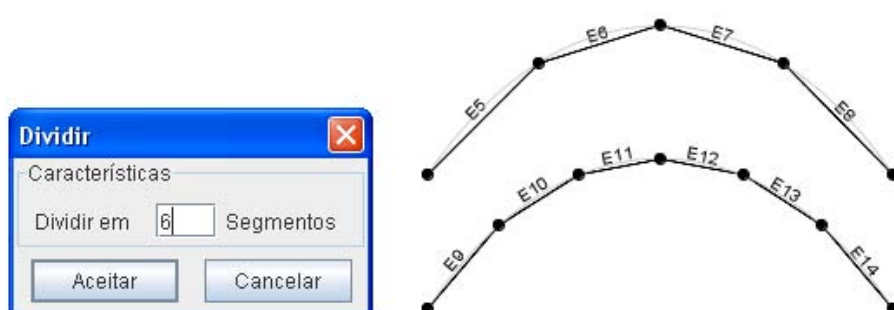 Dividir
Características
Dividir em 6 Segmentos
Aceitar Cancelar
E5
E6
E7
E8
E9
E10
E11
E12
E13
E14